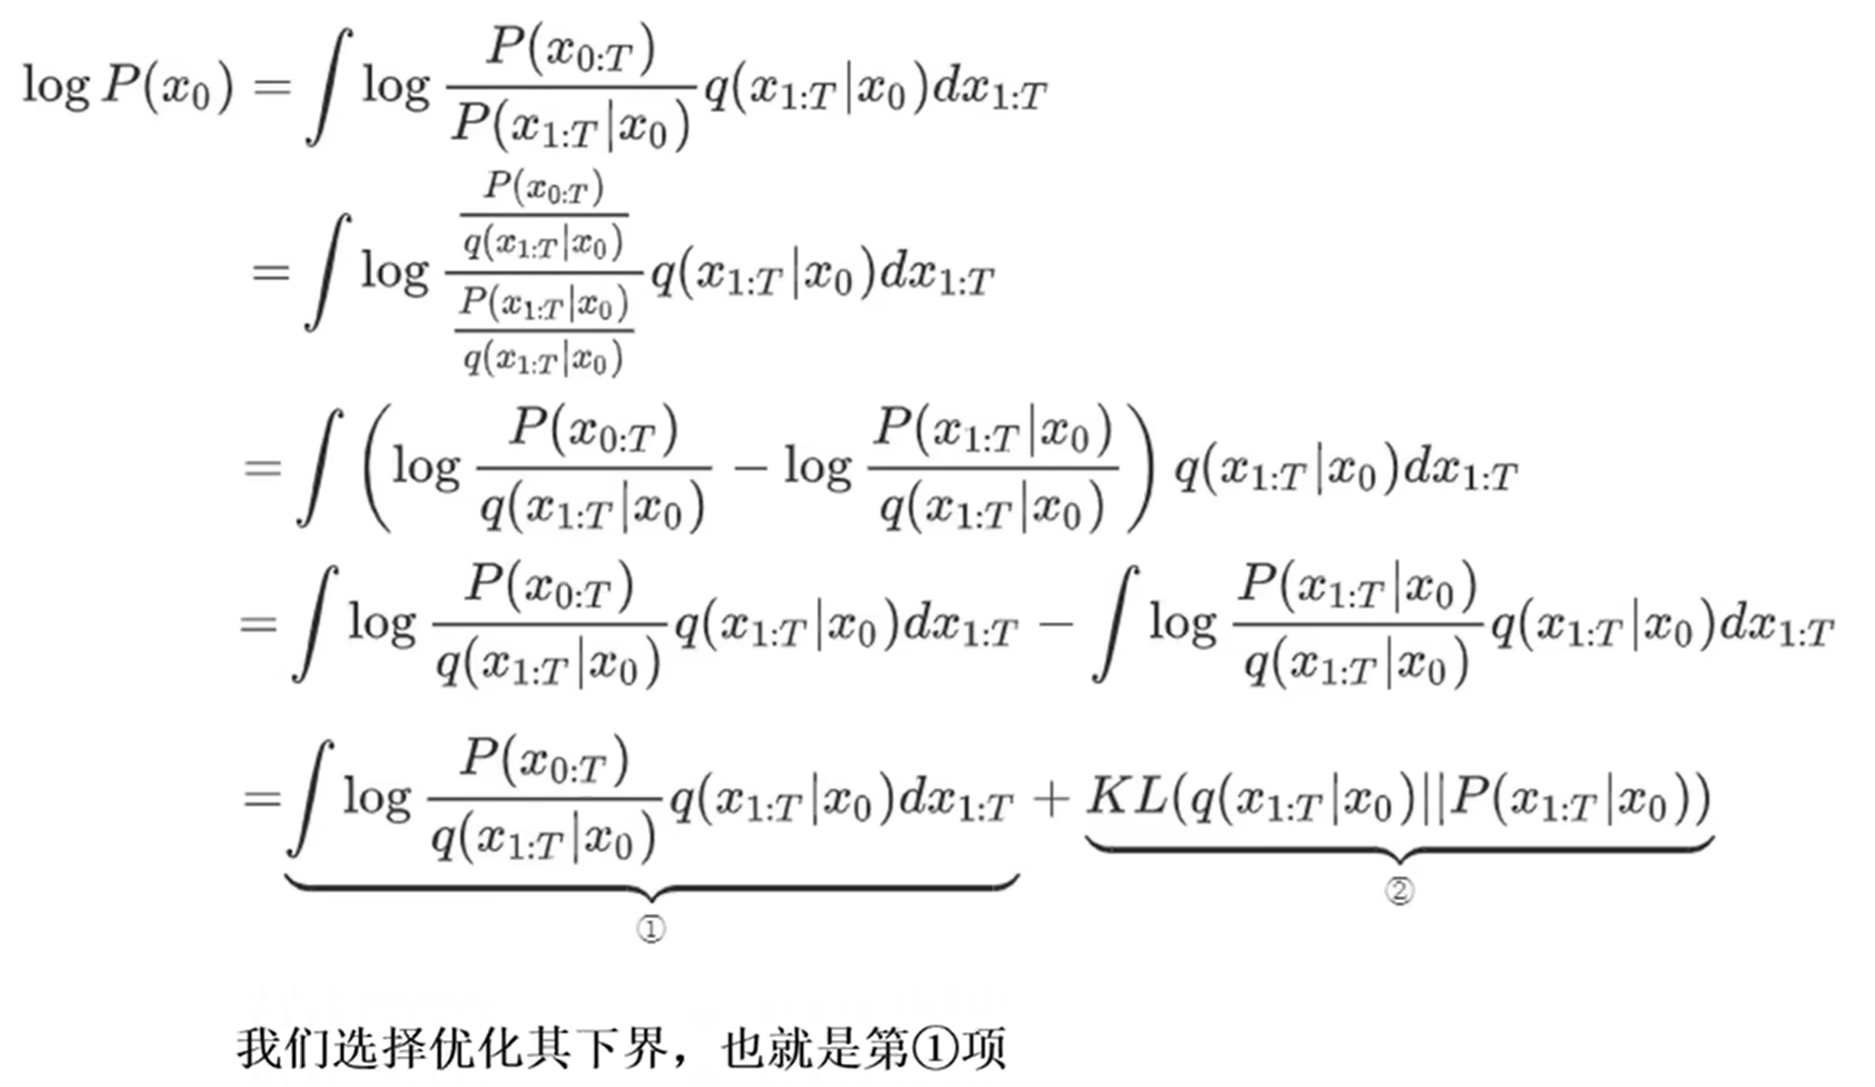 $\log P(x_0) = \int \log \frac{P(x_{0:T})}{P(x_{1:T}|x_0)} q(x_{1:T}|x_0)dx_{1:T}$
$= \int \log \frac{\frac{P(x_{0:T})}{q(x_{1:T}|x_0)}}{\frac{P(x_{1:T}|x_0)}{q(x_{1:T}|x_0)}} q(x_{1:T}|x_0)dx_{1:T}$
$= \int \left( \log \frac{P(x_{0:T})}{q(x_{1:T}|x_0)} - \log \frac{P(x_{1:T}|x_0)}{q(x_{1:T}|x_0)} \right) q(x_{1:T}|x_0)dx_{1:T}$
$= \int \log \frac{P(x_{0:T})}{q(x_{1:T}|x_0)} q(x_{1:T}|x_0)dx_{1:T} - \int \log \frac{P(x_{1:T}|x_0)}{q(x_{1:T}|x_0)} q(x_{1:T}|x_0)dx_{1:T}$
$= \underbrace{\int \log \frac{P(x_{0:T})}{q(x_{1:T}|x_0)} q(x_{1:T}|x_0)dx_{1:T}}_{①} + \underbrace{KL(q(x_{1:T}|x_0)||P(x_{1:T}|x_0))}_{②}$
我们选择优化其下界，也就是第①项